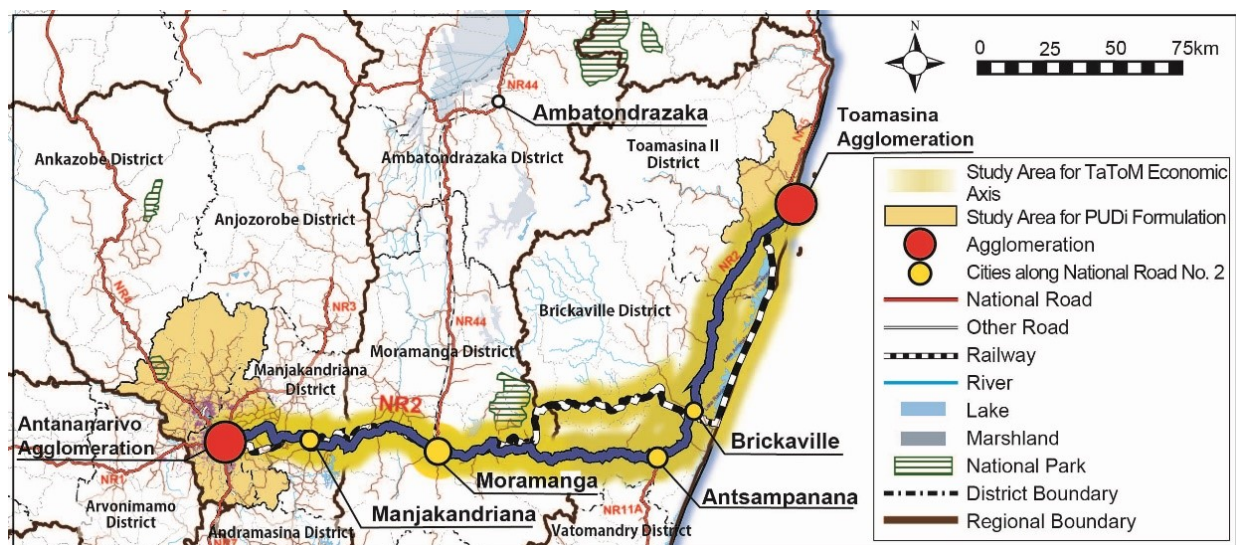 N
0 25 50 75km
NR44
Ambatondrazaka
Toamasina
Agglomeration
NR5
Ankazobe District
Ambatondrazaka District
Toamasina II
District
Anjozorobe District
Study Area for TaToM Economic
Axis
Study Area for PUDi Formulation
Agglomeration
Cities along National Road No. 2
National Road
Other Road
Railway
River
Lake
Marshland
National Park
District Boundary
Regional Boundary
NR2
NR4
NR3
Brickaville District
NR44
Moramanga District
Manjakandriana
District
NR2
Antananarivo
Agglomeration
Brickaville
Moramanga
NR1
Antsampanana
Arvonimamo
District
Manjakandriana
NR11A
Andramasina District
Vatomandry District
NR7